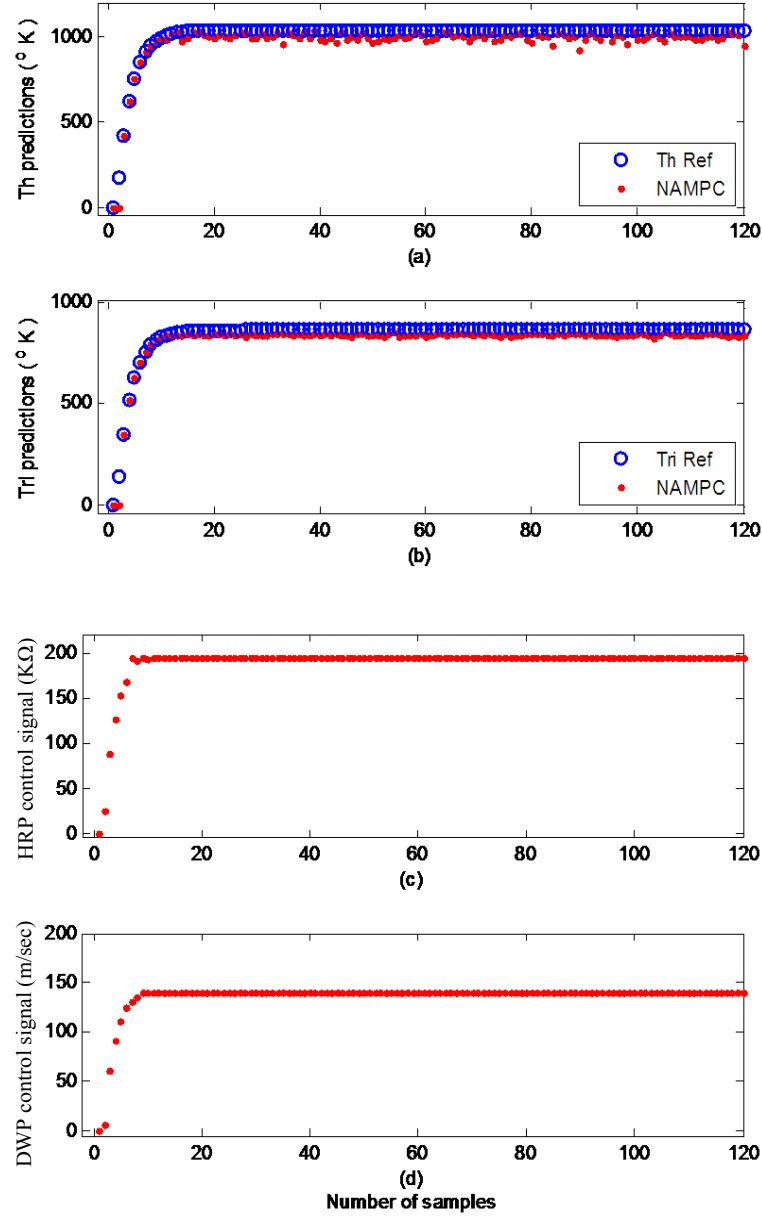 Th predictions ( ° K )
1000
500
0
Th Ref
NAMPC
0 20 40 60 80 100 120
(a)
Tri predictions ( ° K )
1000
500
0
Tri Ref
NAMPC
0 20 40 60 80 100 120
(b)
HRP control signal (KΩ)
200
150
100
50
0
0 20 40 60 80 100 120
(c)
DWP control signal (m/sec)
200
150
100
50
0
0 20 40 60 80 100 120
(d)
Number of samples